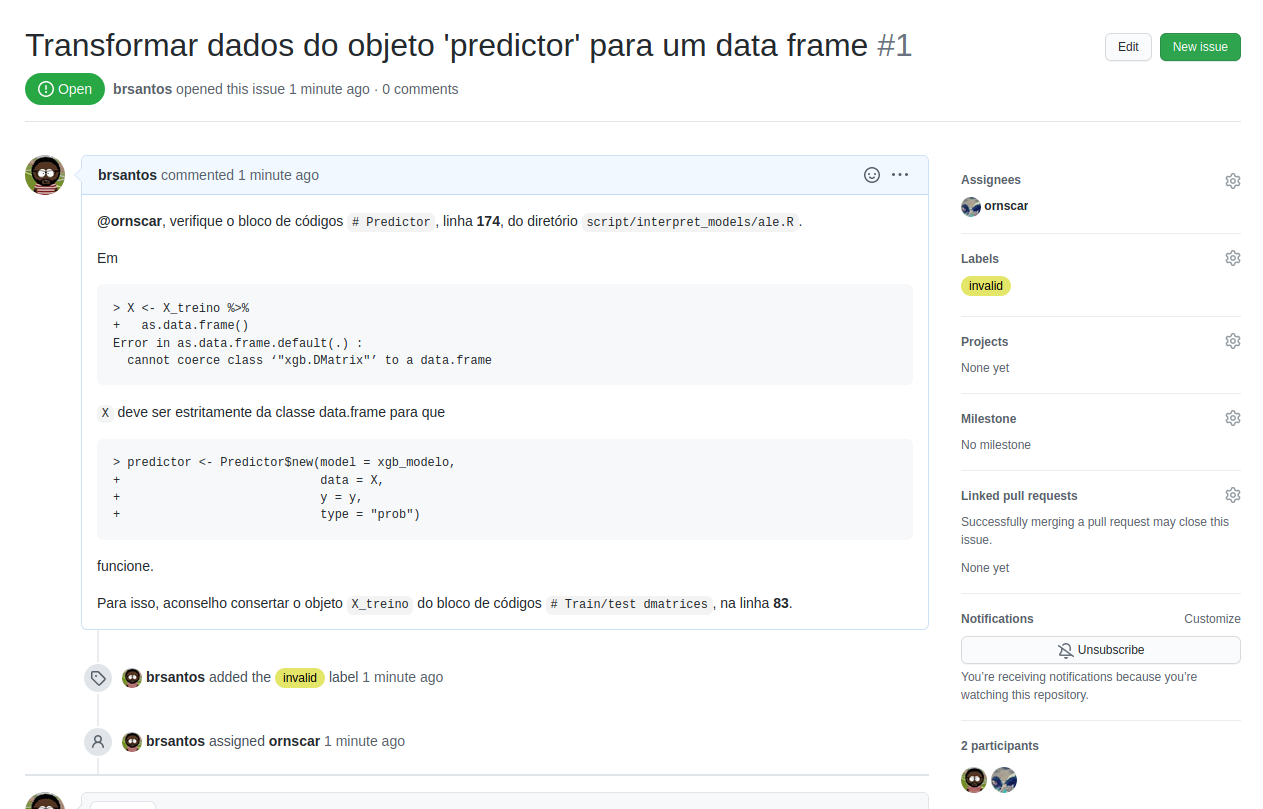 Transformar dados do objeto 'predictor' para um data frame #1
Edit
New issue
Open
brsantos opened this issue 1 minute ago · 0 comments
brsantos commented 1 minute ago
@ornscar, verifique o bloco de códigos # Predictor, linha 174, do diretório script/interpret_models/ale.R.
Em
> X <- X_treino %>%
+   as.data.frame()
Error in as.data.frame.default(.) :
  cannot coerce class ‘"xgb.DMatrix"’ to a data.frame
X deve ser estritamente da classe data.frame para que
> predictor <- Predictor$new(model = xgb_modelo,
+                            data = X,
+                            y = y,
+                            type = "prob")
funcione.
Para isso, aconselho consertar o objeto X_treino do bloco de códigos # Train/test dmatrices, na linha 83.
brsantos added the invalid label 1 minute ago
brsantos assigned ornscar 1 minute ago
Assignees
ornscar
Labels
invalid
Projects
None yet
Milestone
No milestone
Linked pull requests
Successfully merging a pull request may close this
issue.
None yet
Notifications
Customize
Unsubscribe
You’re receiving notifications because you’re
watching this repository.
2 participants